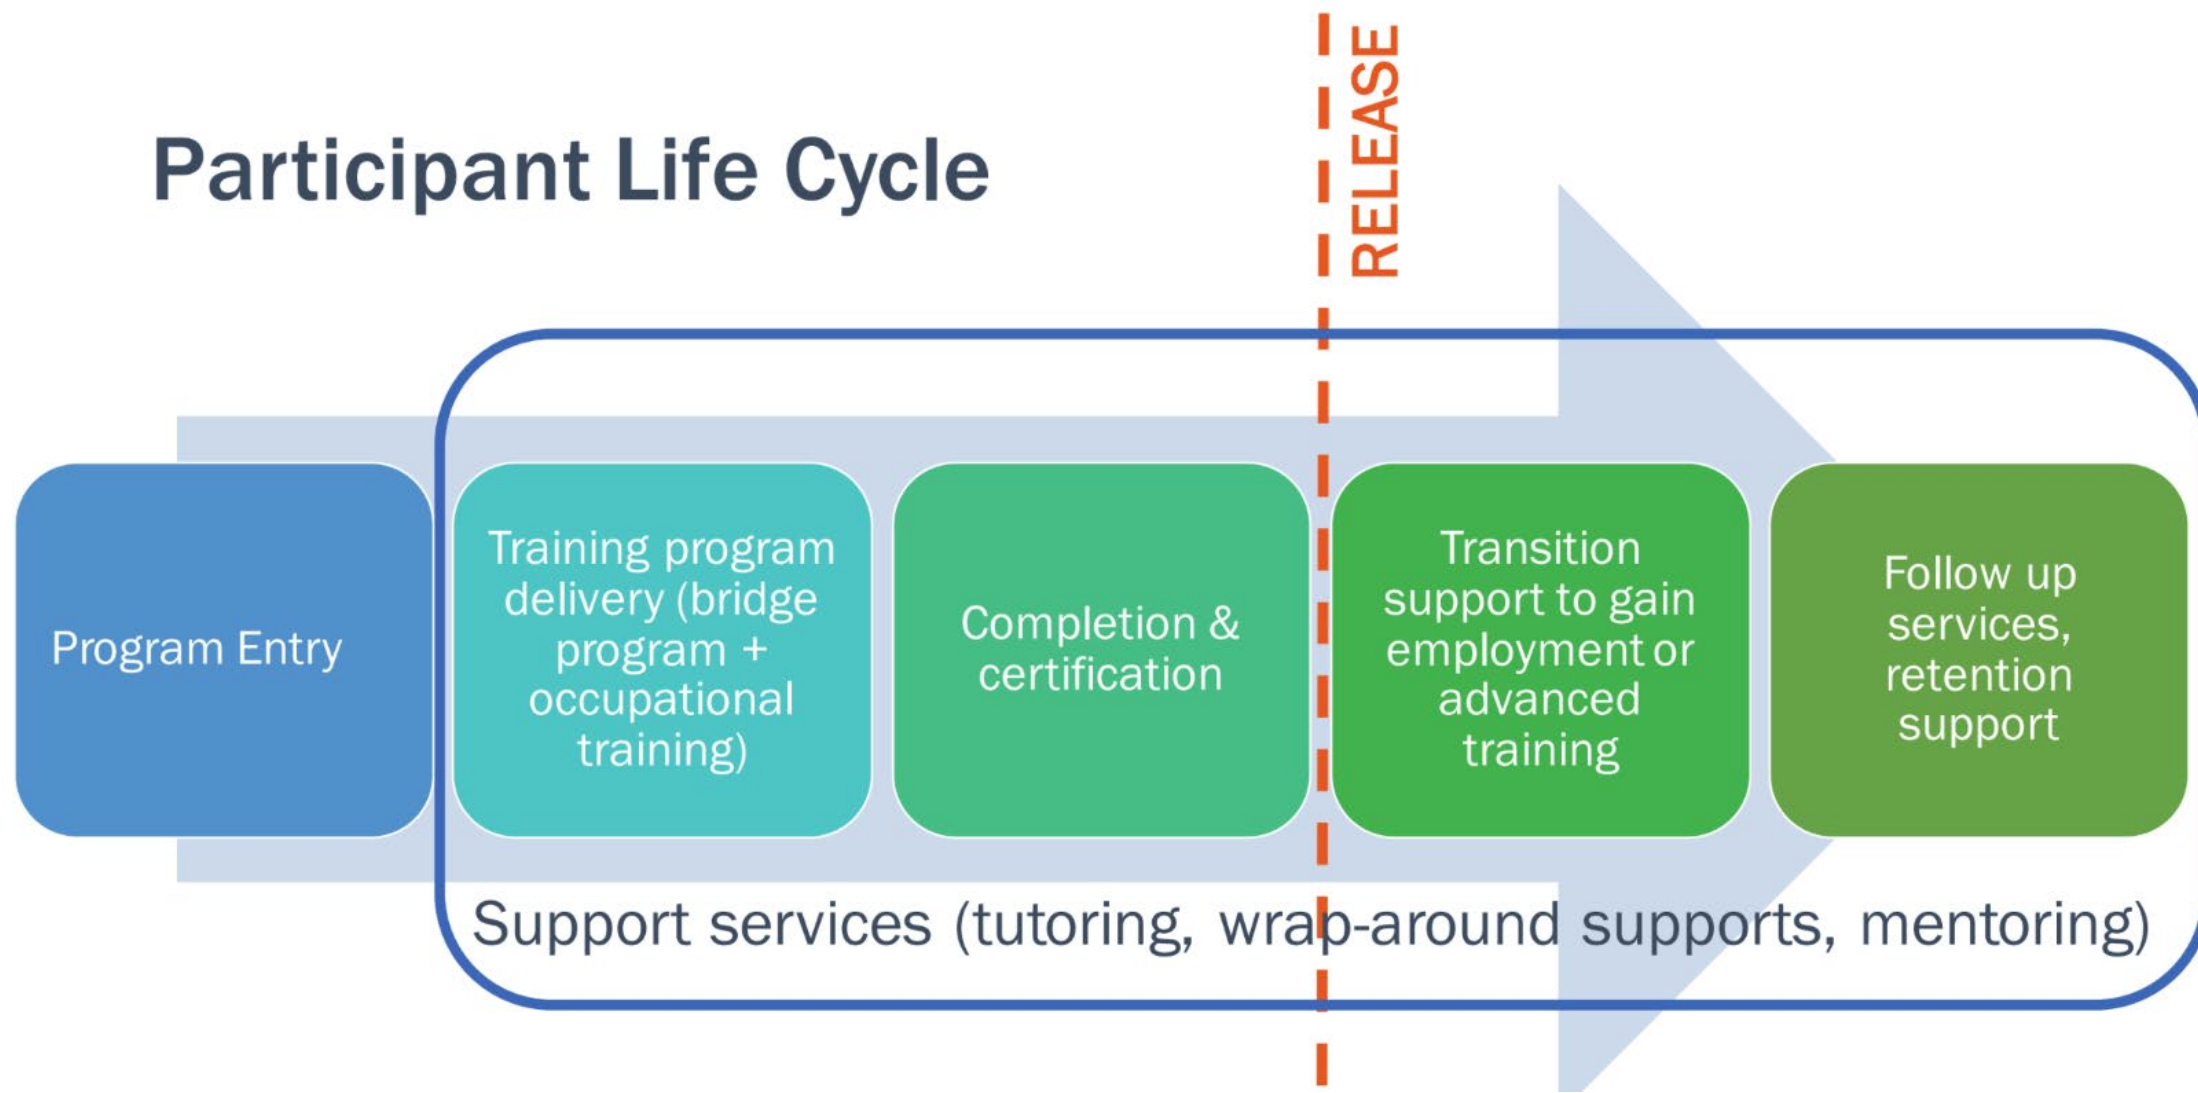 RELEASE
Participant Life Cycle
Program Entry
Training program
delivery (bridge
program +
occupational
training)
Completion &
certification
Transition
support to gain
employment or
advanced
training
Follow up
services,
retention
support
Support services (tutoring, wrap-around supports, mentoring)